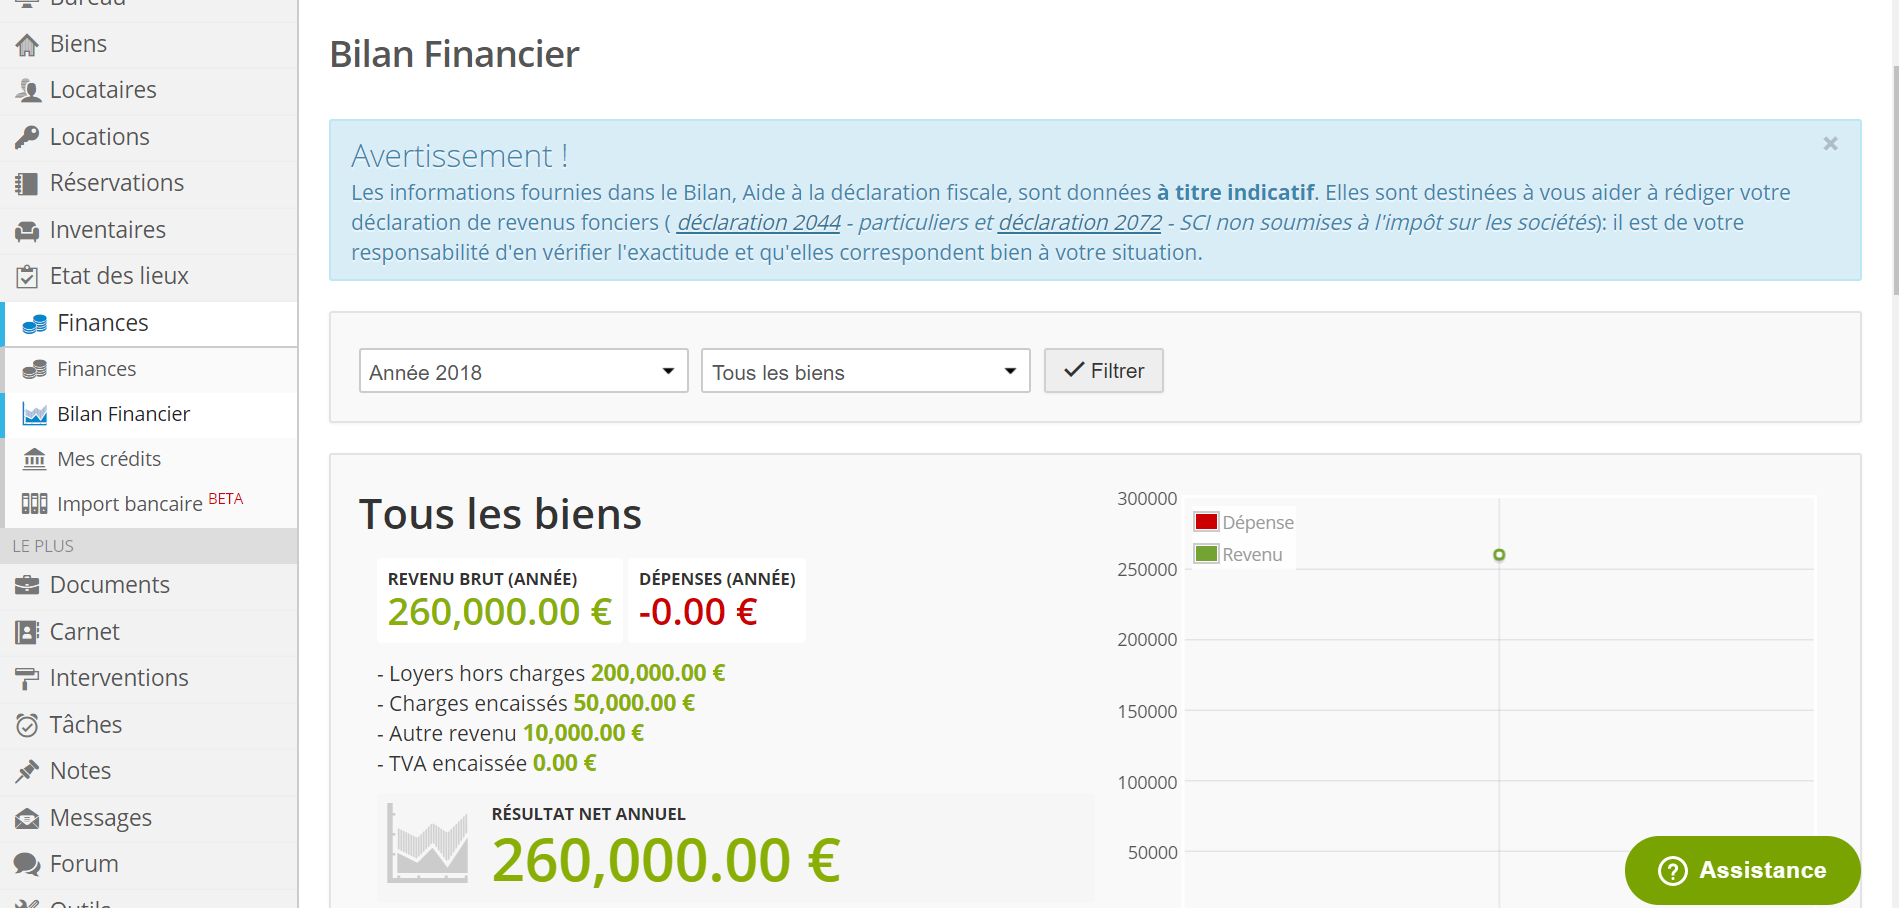 Bureau
Biens
Locataires
Locations
Réservations
Inventaires
Etat des lieux
Finances
Finances
Bilan Financier
Mes crédits
Import bancaire BETA
LE PLUS
Documents
Carnet
Interventions
Tâches
Notes
Messages
Forum
Outils
Bilan Financier
Avertissement !
×
Les informations fournies dans le Bilan, Aide à la déclaration fiscale, sont données à titre indicatif. Elles sont destinées à vous aider à rédiger votre
déclaration de revenus fonciers ( déclaration 2044 - particuliers et déclaration 2072 - SCI non soumises à l'impôt sur les sociétés): il est de votre
responsabilité d'en vérifier l'exactitude et qu'elles correspondent bien à votre situation.
Année 2018
Tous les biens
Filtrer
Tous les biens
REVENU BRUT (ANNÉE)
260,000.00 €
DÉPENSES (ANNÉE)
-0.00 €
- Loyers hors charges 200,000.00 €
- Charges encaissés 50,000.00 €
- Autre revenu 10,000.00 €
- TVA encaissée 0.00 €
RÉSULTAT NET ANNUEL
260,000.00 €
300000
250000
200000
150000
100000
50000
Dépense
Revenu
? Assistance